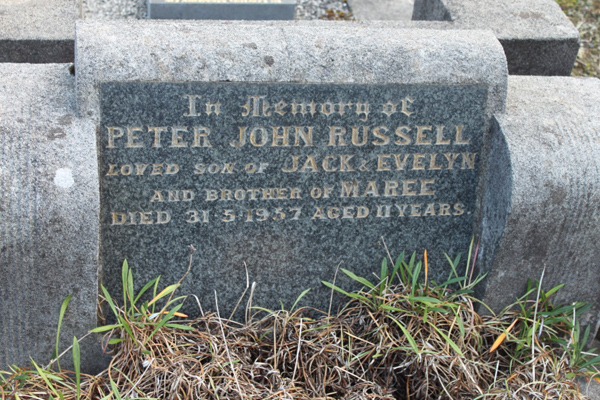 In Memory of
PETER JOHN RUSSELL
LOVED SON OF JACK & EVELYN
AND BROTHER OF MAREE
DIED 31·5·1957 AGED 11 YEARS.